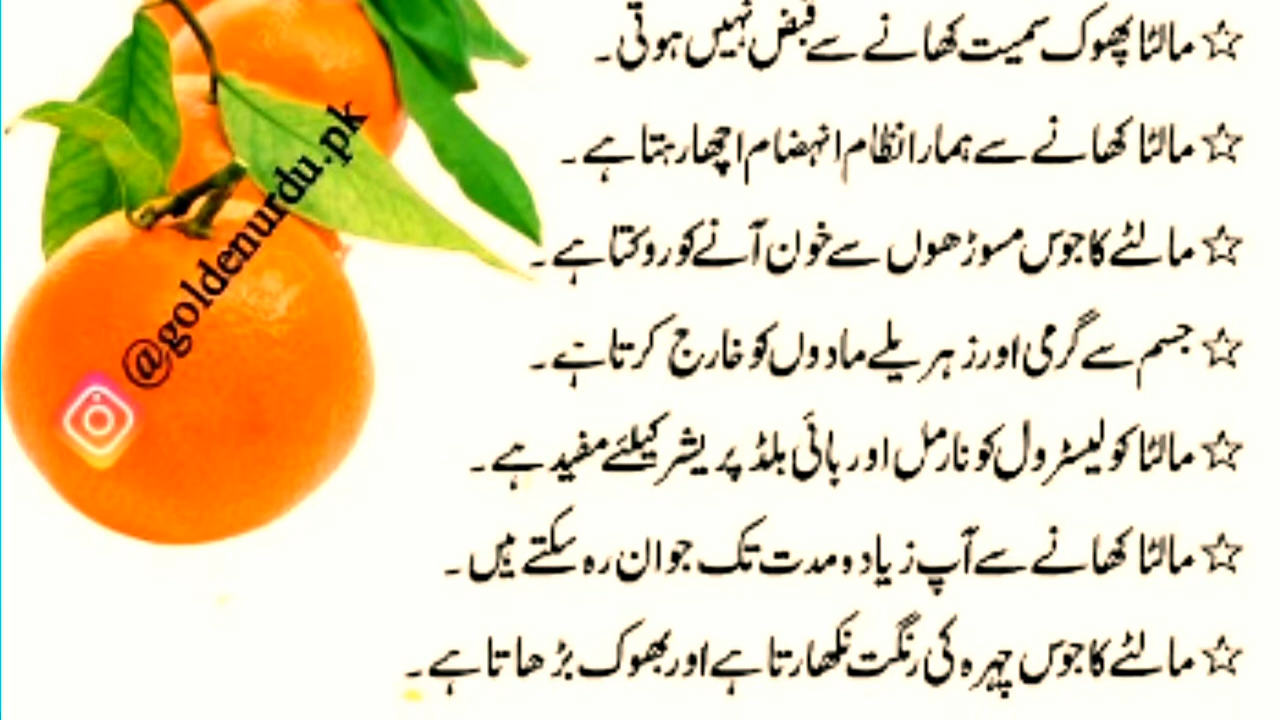 ☆ مالٹا پھوک سمیت کھانے سے قبض نہیں ہوتی۔
☆ مالٹا کھانے سے ہمارا نظام انہضام اچھا رہتا ہے۔
☆ مالٹے کا جوس مسوڑھوں سے خون آنے کو روکتا ہے۔
☆ جسم سے گرمی اور زہریلے مادوں کو خارج کرتا ہے۔
☆ مالٹا کولیسٹرول کو نارمل اور ہائی بلڈ پریشر کیلئے مفید ہے۔
☆ مالٹا کھانے سے آپ زیادہ مدت تک جوان رہ سکتے ہیں۔
☆ مالٹے کا جوس چہرہ کی رنگت نکھارتا ہے اور بھوک بڑھاتا ہے۔
@goldenurdu.pk